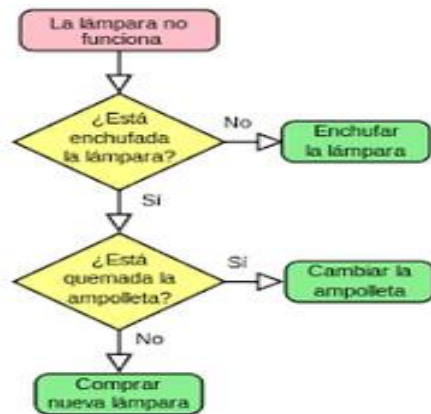 La lámpara no
funciona
¿Está
enchufada
la lámpara?
No
Enchufar
la lámpara
Sí
¿Está
quemada la
ampolleta?
Sí
Cambiar la
ampolleta
No
Comprar
nueva lámpara